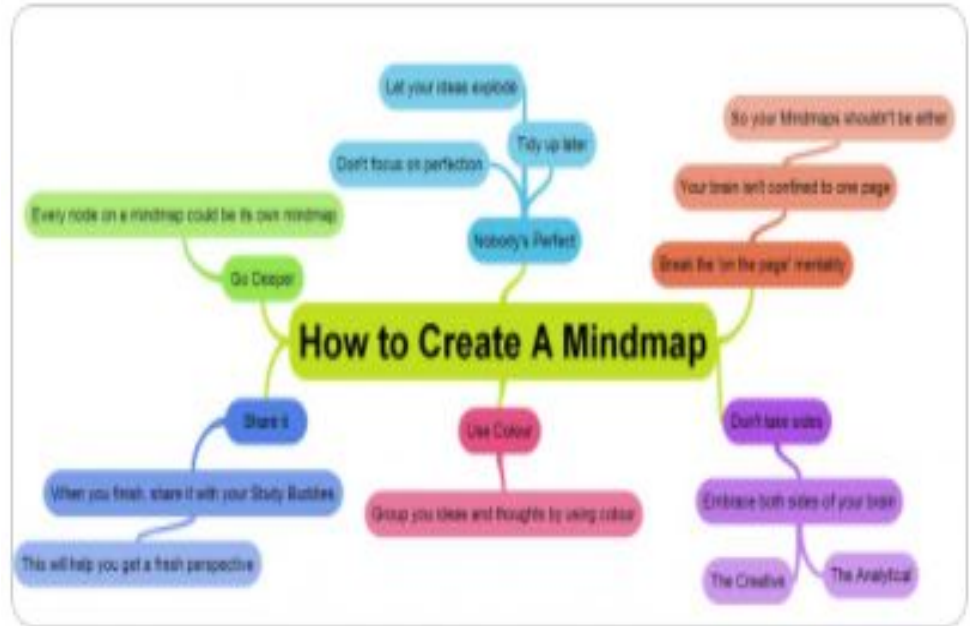 Let your ideas explode
Tidy up later
Don't focus on perfection
Nobody's Perfect
So your Mindmaps shouldn't be either
Your brain isn't confined to one page
Break the 'on the page' mentality
Every node on a mindmap could be its own mindmap
Go Deeper
How to Create A Mindmap
Share it
When you finish, share it with your Study Buddies
This will help you get a fresh perspective
Use Colour
Group you ideas and thoughts by using colour
Don't take sides
Embrace both sides of your brain
The Creative
The Analytical